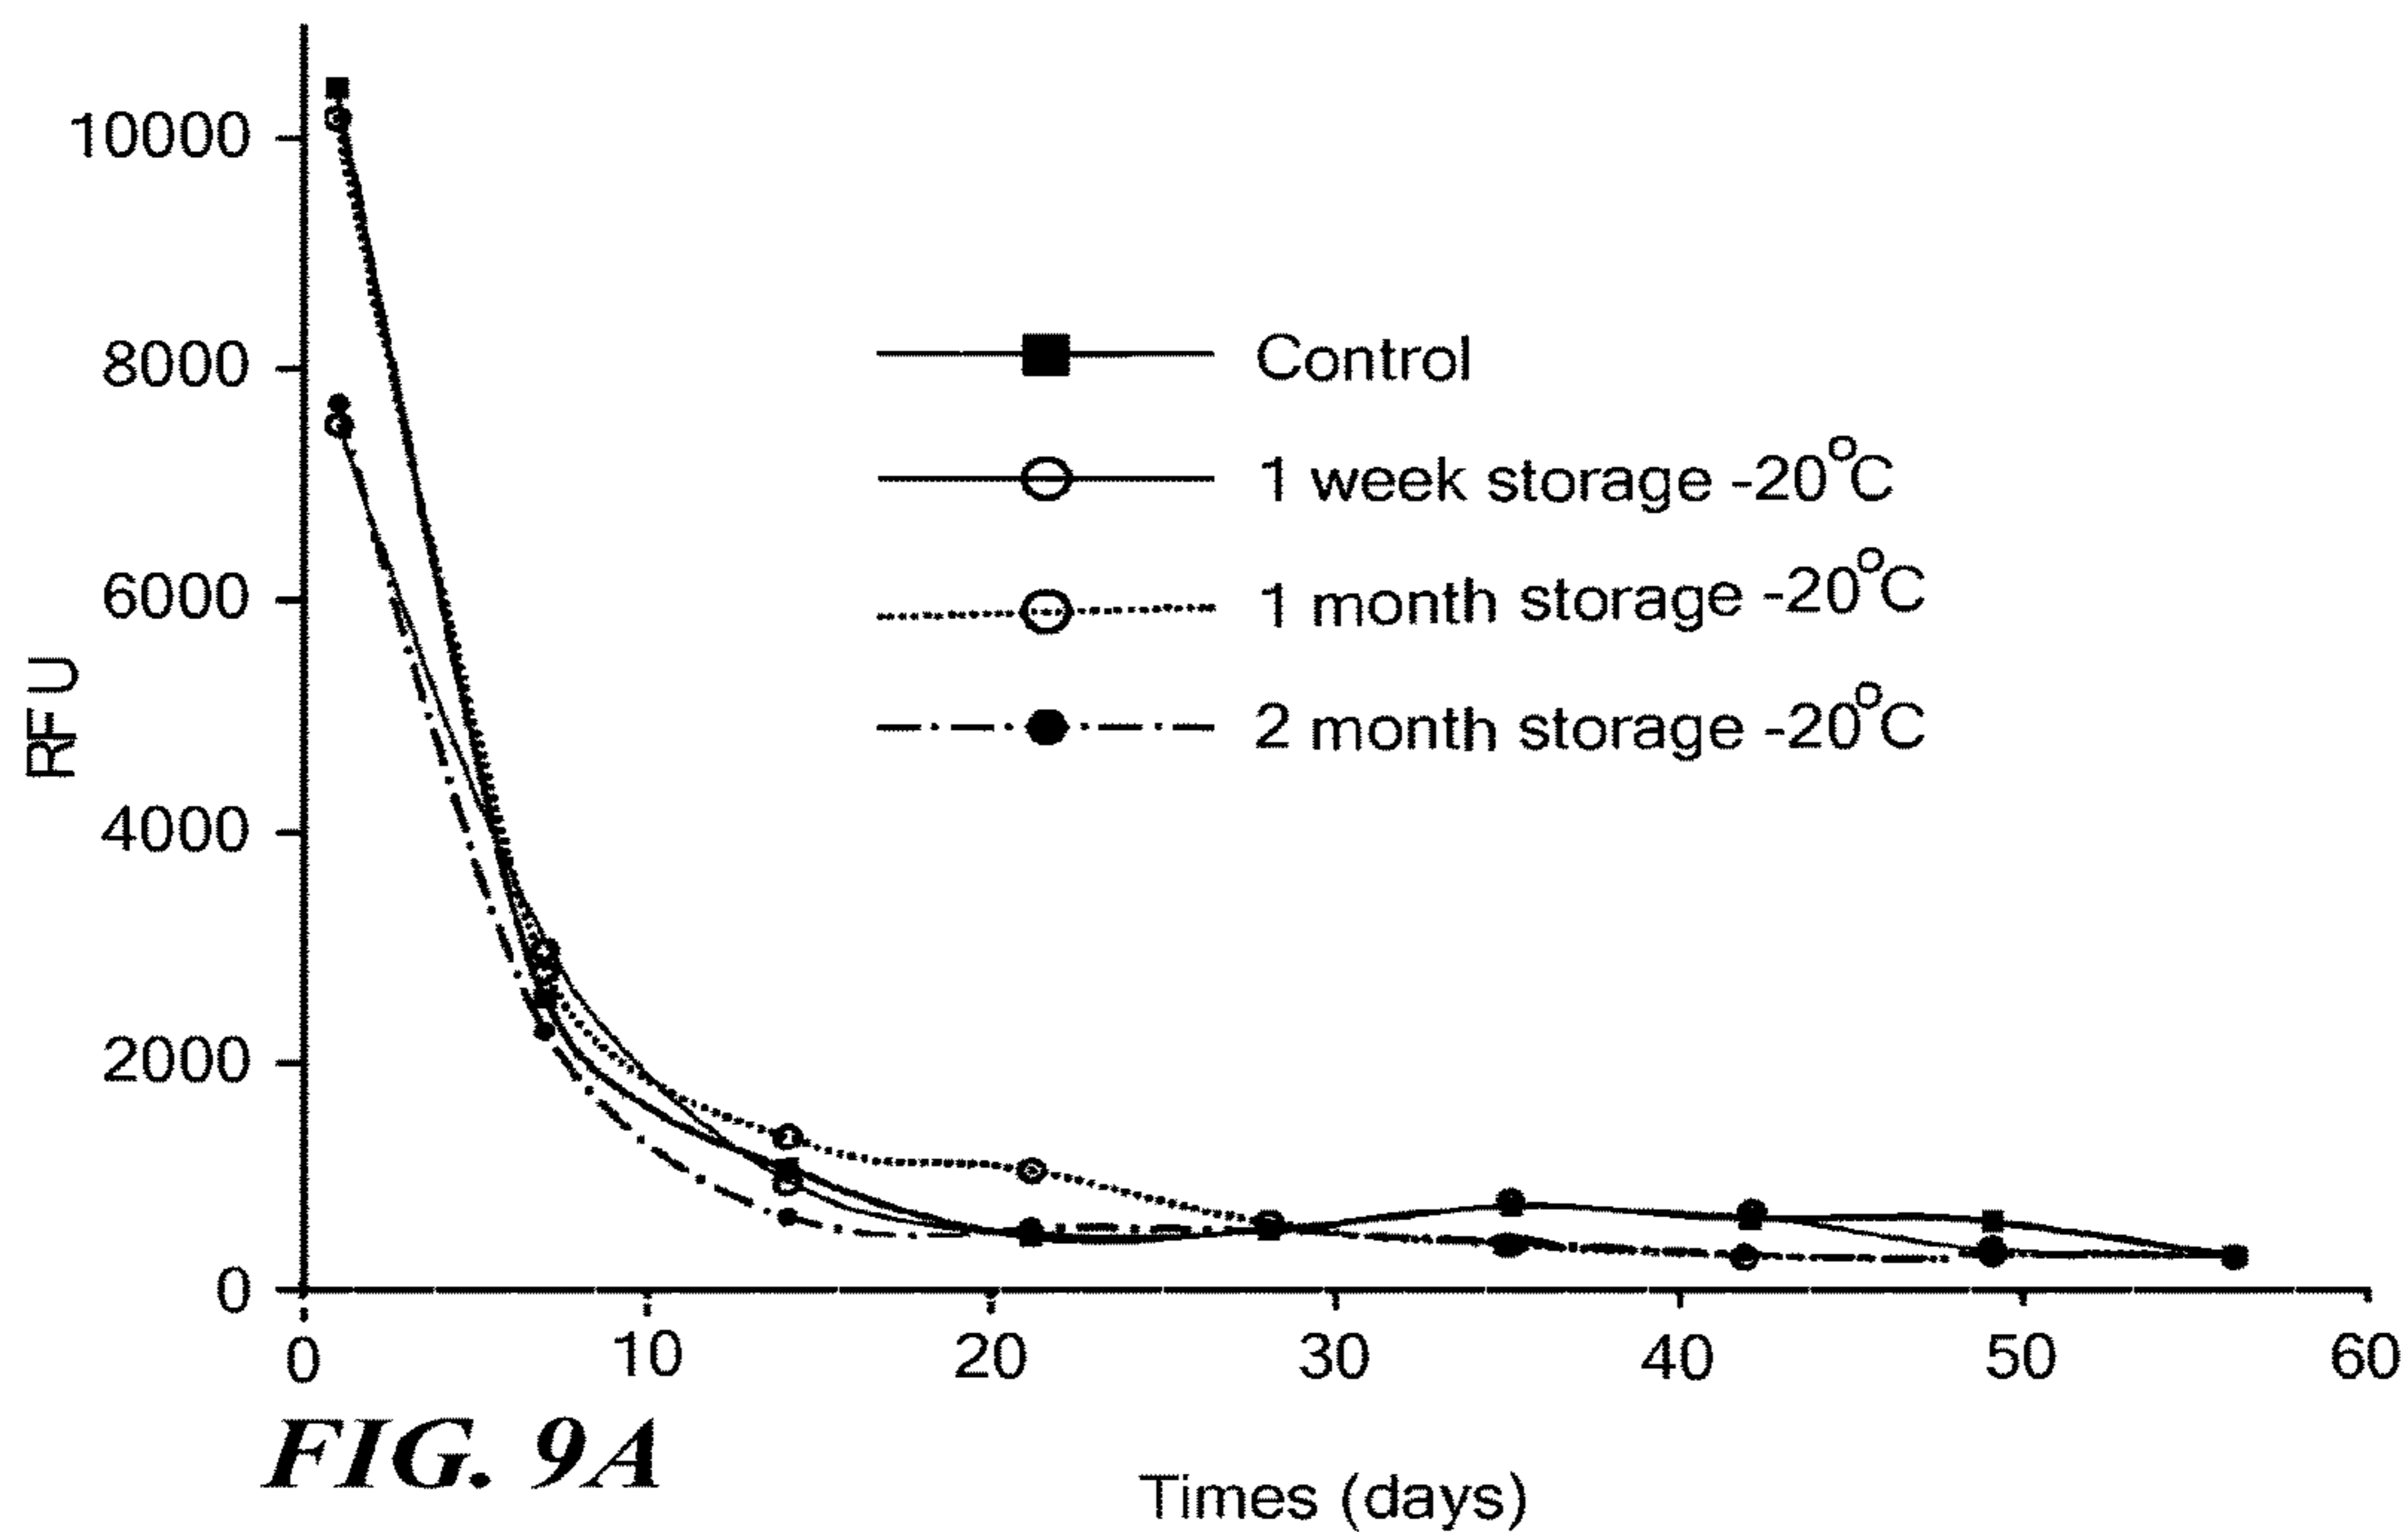 10000
8000
6000
4000
2000
0
RFU
Control
1 week storage -20°C
1 month storage -20°C
2 month storage -20°C
0 10 20 30 40 50 60
FIG. 9A
Times (days)